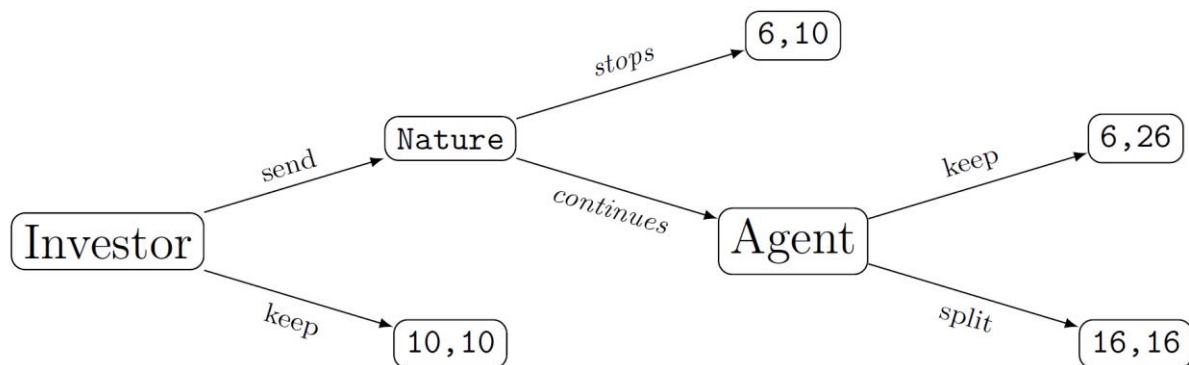 6,10
stops
Nature
6,26
send
keep
continues
Investor
Agent
keep
split
10,10
16,16